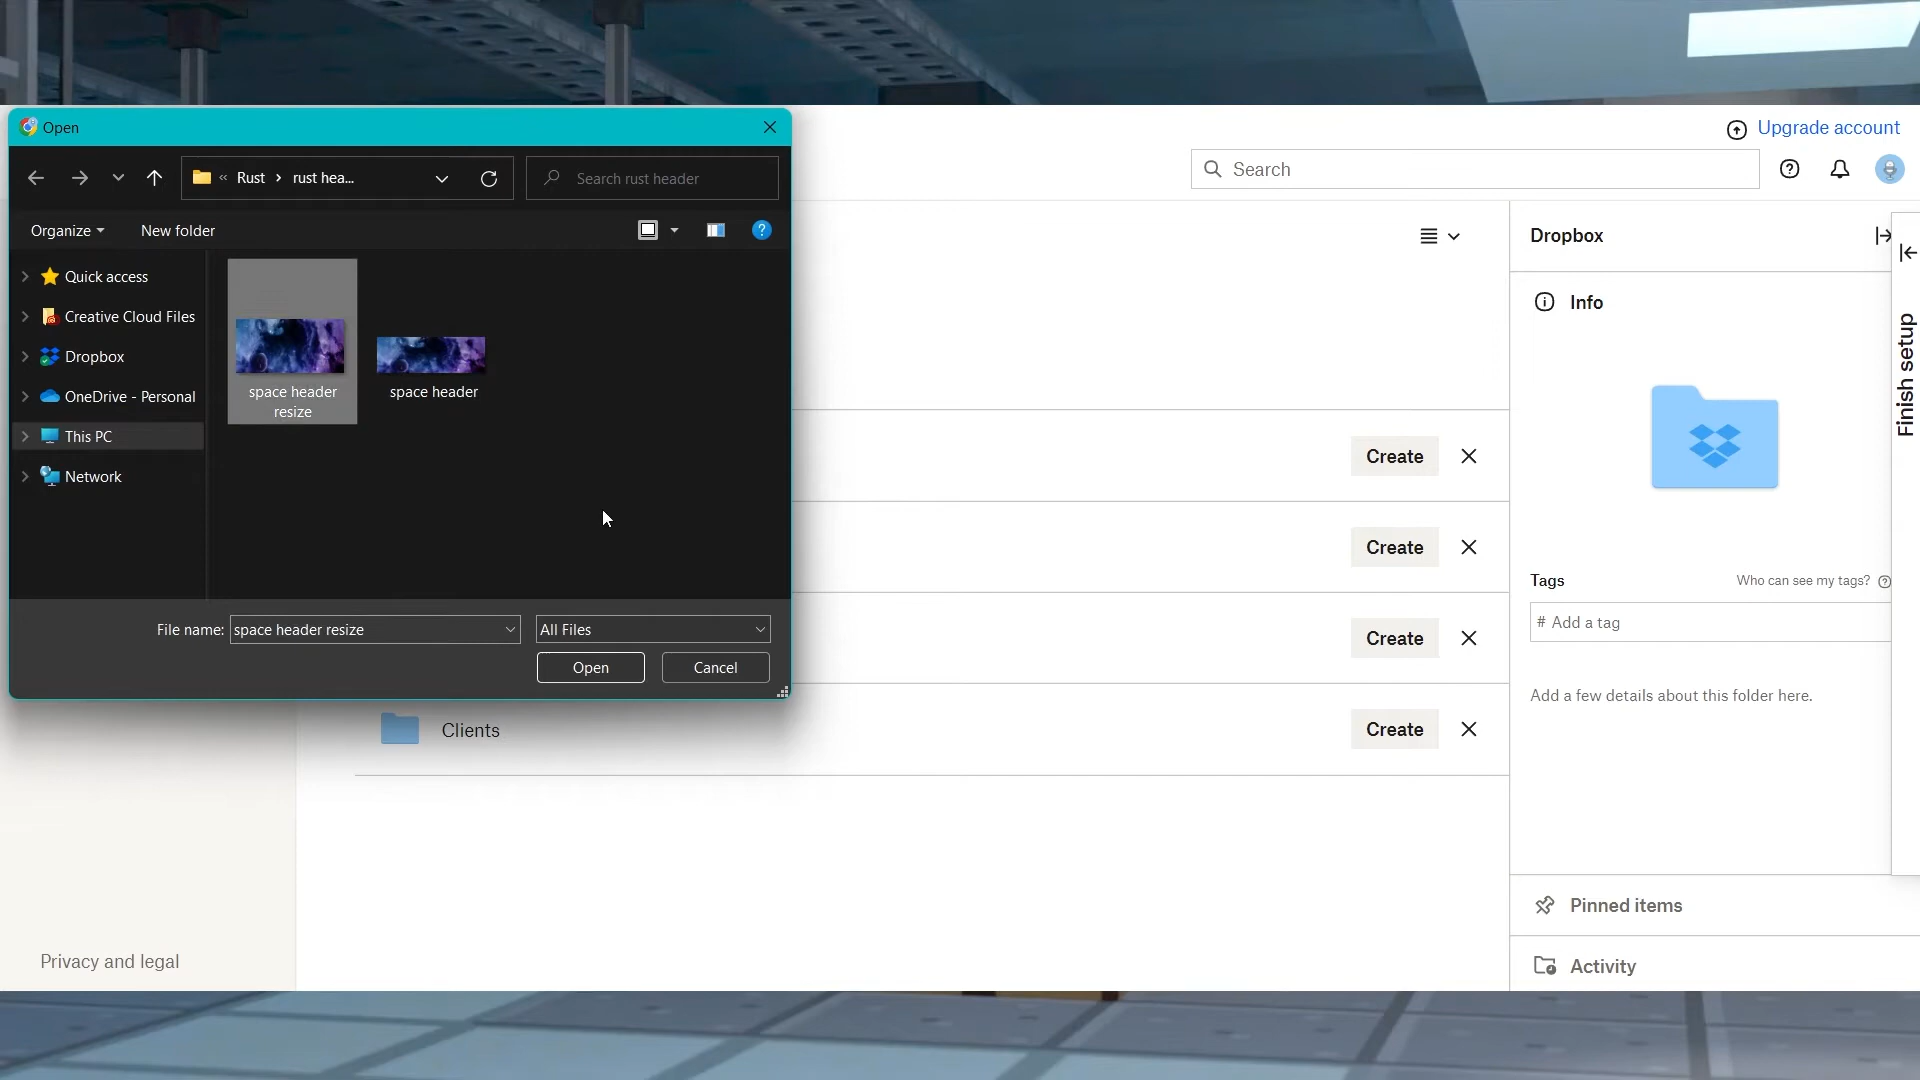 Open
Rust
rust hea...
Search rust header
Organize
New folder
Quick access
Creative Cloud Files
Dropbox
OneDrive - Personal
This PC
Network
space header
resize
space header
File name:
space header resize
All Files
Open
Cancel
Upgrade account
Search
Create
Create
Create
Clients
Create
Privacy and legal
Dropbox
Info
Tags
Who can see my tags?
# Add a tag
Add a few details about this folder here.
Pinned items
Activity
Finish setup